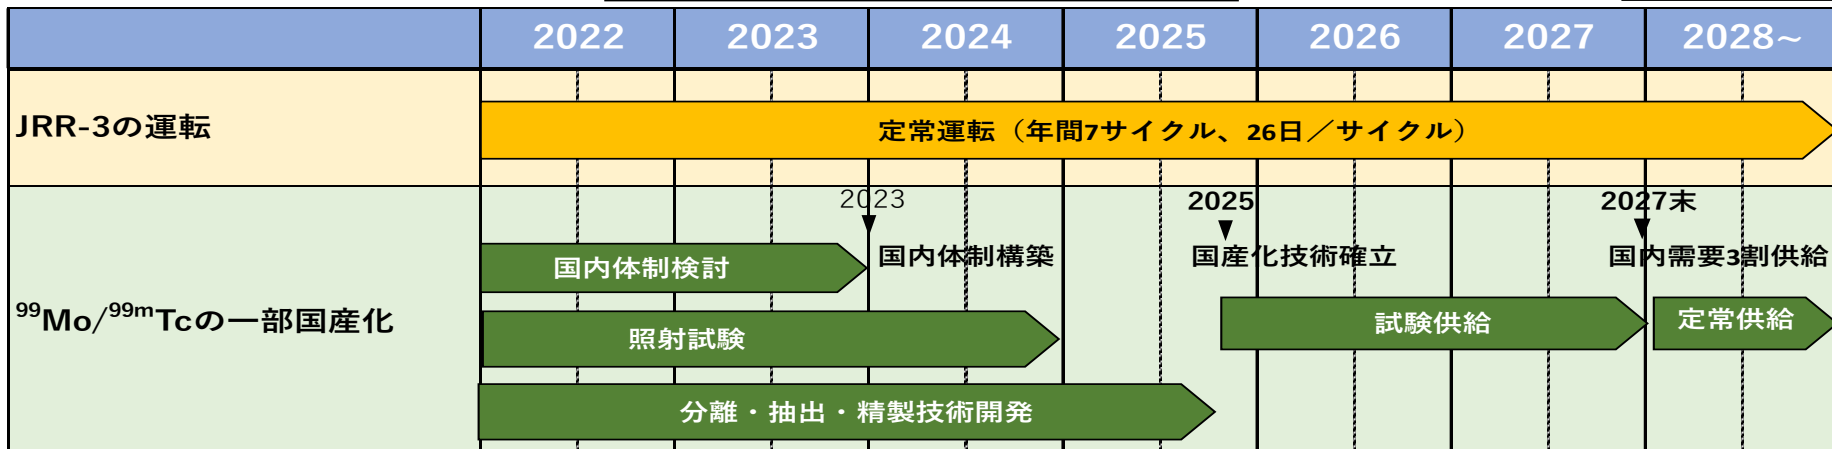 2022 2023 2024 2025 2026 2027 2028~
JRR-3の運転
定常運転（年間7サイクル、26日／サイクル）
2023 2025 2027末
国内体制検討 国内体制構築 国産化技術確立 国内需要3割供給
⁹⁹Mo/⁹⁹ᵐTcの一部国産化
照射試験 試験供給 定常供給
分離・抽出・精製技術開発